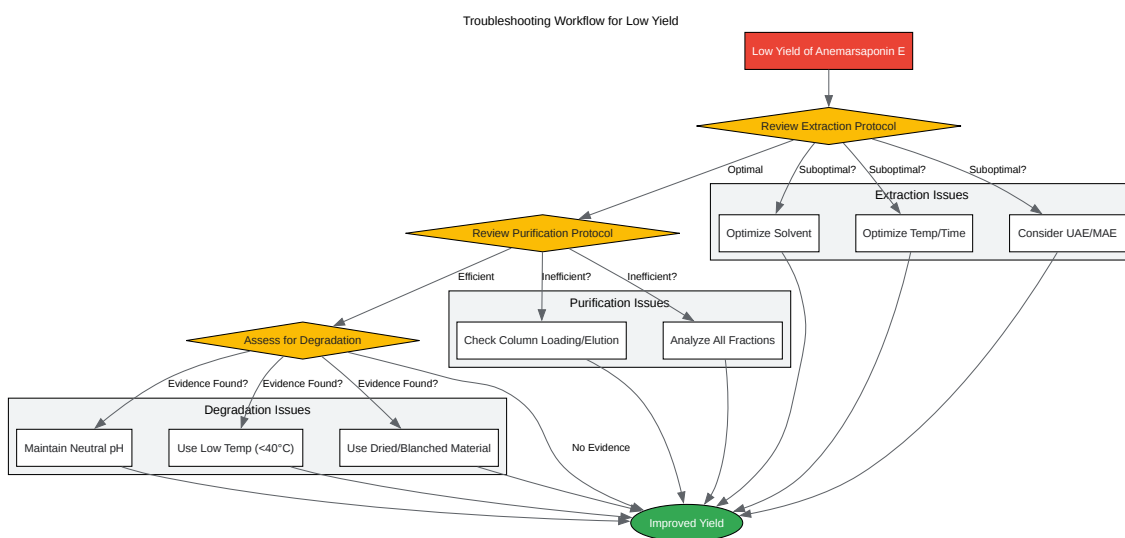 Troubleshooting Workflow for Low Yield
Low Yield of Anemarsaponin E
Review Extraction Protocol
Optimal
Suboptimal?
Suboptimal?
Suboptimal?
Extraction Issues
Optimize Solvent
Optimize Temp/Time
Consider UAE/MAE
Review Purification Protocol
Efficient
Inefficient?
Inefficient?
Purification Issues
Check Column Loading/Elution
Analyze All Fractions
Assess for Degradation
Evidence Found?
Evidence Found?
Evidence Found?
No Evidence
Degradation Issues
Maintain Neutral pH
Use Low Temp (<40°C)
Use Dried/Blanched Material
Improved Yield